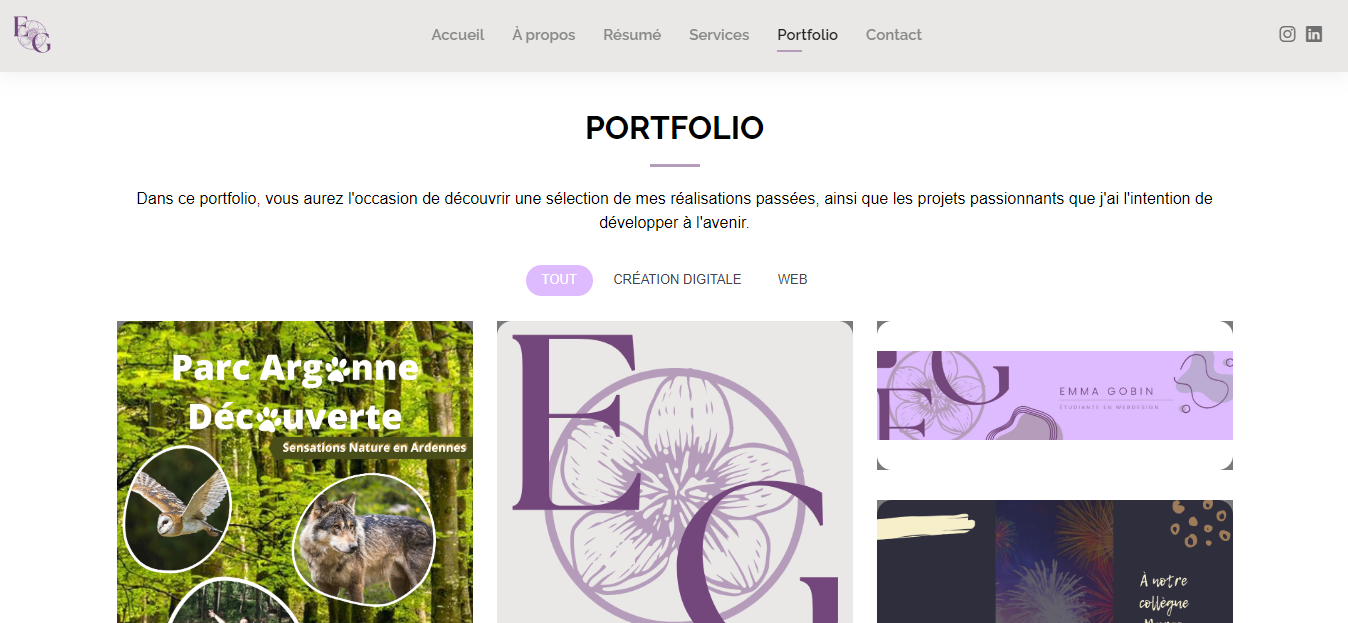 EG
Accueil À propos Résumé Services Portfolio Contact
PORTFOLIO
Dans ce portfolio, vous aurez l'occasion de découvrir une sélection de mes réalisations passées, ainsi que les projets passionnants que j'ai l'intention de
développer à l'avenir.
TOUT CRÉATION DIGITALE WEB
Parc Argonne
Découverte
Sensations Nature en Ardennes
EG
EG
EMMA GOBIN
ÉTUDIANTE EN WEBDESIGN
À notre
collègue